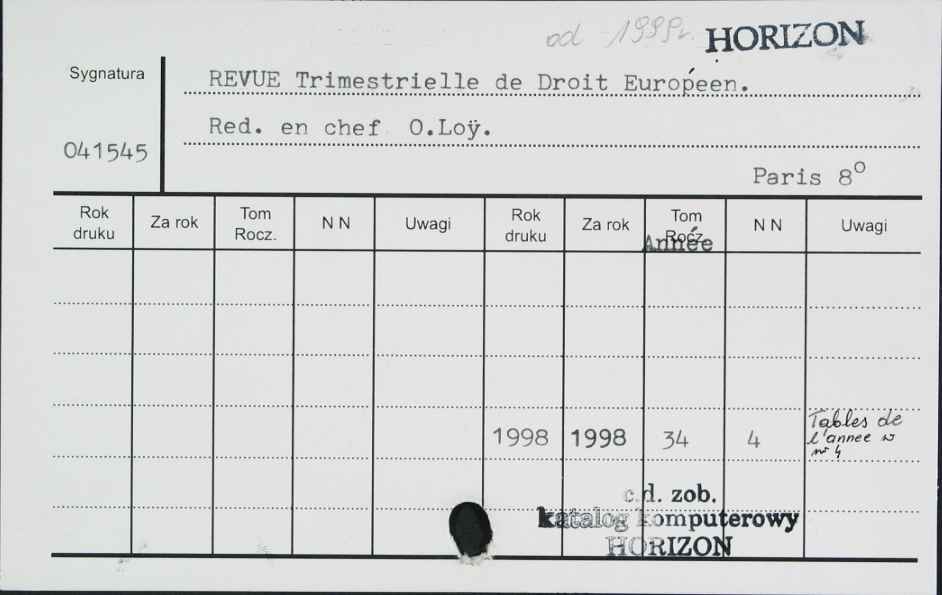 od 1999r. HORIZON
Sygnatura
REVUE Trimestrielle de Droit Européen.
Red. en chef O.Loÿ.
041545
Paris 8°
Rok druku Za rok Tom Rocz. N N Uwagi Rok druku Za rok Tom Rocz. Année N N Uwagi
1998 1998 34 4 Tables de
l'annee w
nr 4
c.d. zob.
katalog komputerowy
HORIZON